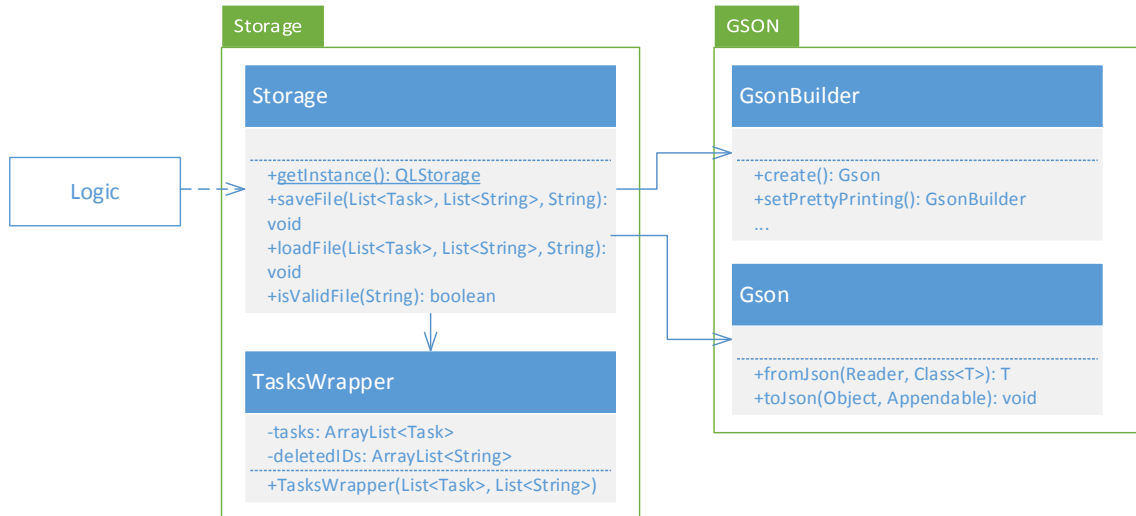 Storage
Storage
+getInstance(): QLStorage
+saveFile(List<Task>, List<String>, String):
void
+loadFile(List<Task>, List<String>, String):
void
+isValidFile(String): boolean
Logic
TasksWrapper
-tasks: ArrayList<Task>
-deletedIDs: ArrayList<String>
+TasksWrapper(List<Task>, List<String>)
GSON
GsonBuilder
+create(): Gson
+setPrettyPrinting(): GsonBuilder
...
Gson
+fromJson(Reader, Class<T>): T
+toJson(Object, Appendable): void